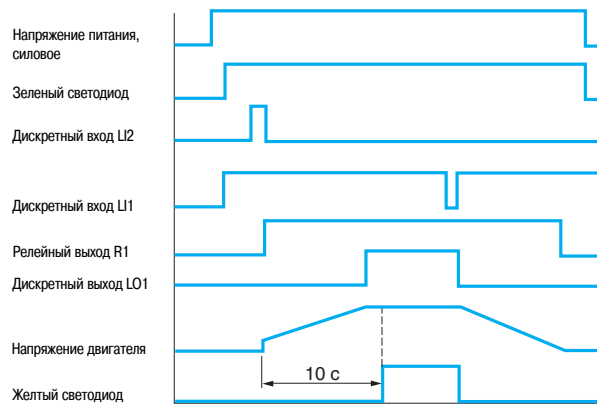 Напряжение питания,
силовое
Зеленый светодиод
Дискретный вход LI2
Дискретный вход LI1
Релейный выход R1
Дискретный выход LO1
Напряжение двигателя
10 с
Желтый светодиод